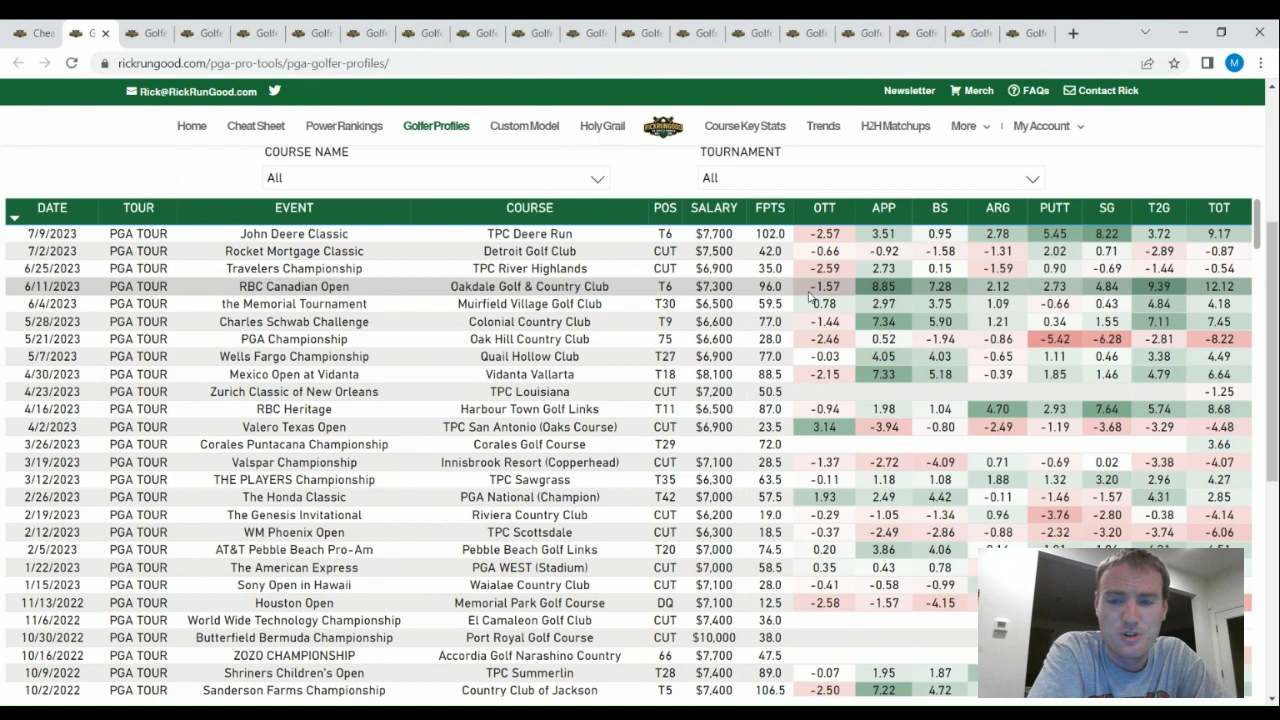 Chea G Golfe Golfe Golfe Golfe Golfe Golfe Golfe Golfe Golfe Golfe Golfe Golfe Golfe Golfe Golfe Golfe Golfe
rickrungood.com/pga-pro-tools/pga-golfer-profiles/ M
Rick@RickRunGood.com Newsletter Merch FAQs Contact Rick
Home Cheat Sheet Power Rankings Golfer Profiles Custom Model Holy Grail RICKRUNGOOD Course Key Stats Trends H2H Matchups More My Account
COURSE NAME TOURNAMENT
All All
DATE TOUR EVENT COURSE POS SALARY FPTS OTT APP BS ARG PUTT SG T2G TOT
7/9/2023 PGA TOUR John Deere Classic TPC Deere Run T6 $7,700 102.0 -2.57 3.51 0.95 2.78 5.45 8.22 3.72 9.17
7/2/2023 PGA TOUR Rocket Mortgage Classic Detroit Golf Club CUT $7,500 42.0 -0.66 -0.92 -1.58 -1.31 2.02 0.71 -2.89 -0.87
6/25/2023 PGA TOUR Travelers Championship TPC River Highlands CUT $6,900 35.0 -2.59 2.73 0.15 -1.59 0.90 -0.69 -1.44 -0.54
6/11/2023 PGA TOUR RBC Canadian Open Oakdale Golf & Country Club T6 $7,300 96.0 -1.57 8.85 7.28 2.12 2.73 4.84 9.39 12.12
6/4/2023 PGA TOUR the Memorial Tournament Muirfield Village Golf Club T30 $6,500 59.5 0.78 2.97 3.75 1.09 -0.66 0.43 4.84 4.18
5/28/2023 PGA TOUR Charles Schwab Challenge Colonial Country Club T9 $6,600 77.0 -1.44 7.34 5.90 1.21 0.34 1.55 7.11 7.45
5/21/2023 PGA TOUR PGA Championship Oak Hill Country Club 75 $6,600 28.0 -2.46 0.52 -1.94 -0.86 -5.42 -6.28 -2.81 -8.22
5/7/2023 PGA TOUR Wells Fargo Championship Quail Hollow Club T27 $6,900 77.0 -0.03 4.05 4.03 -0.65 1.11 0.46 3.38 4.49
4/30/2023 PGA TOUR Mexico Open at Vidanta Vidanta Vallarta T18 $8,100 88.5 -2.15 7.33 5.18 -0.39 1.85 1.46 4.79 6.64
4/23/2023 PGA TOUR Zurich Classic of New Orleans TPC Louisiana CUT $7,200 50.5 -1.25
4/16/2023 PGA TOUR RBC Heritage Harbour Town Golf Links T11 $6,500 87.0 -0.94 1.98 1.04 4.70 2.93 7.64 5.74 8.68
4/2/2023 PGA TOUR Valero Texas Open TPC San Antonio (Oaks Course) CUT $6,900 23.5 3.14 -3.94 -0.80 -2.49 -1.19 -3.68 -3.29 -4.48
3/26/2023 PGA TOUR Corales Puntacana Championship Corales Golf Course T29 72.0 3.66
3/19/2023 PGA TOUR Valspar Championship Innisbrook Resort (Copperhead) CUT $7,100 28.5 -1.37 -2.72 -4.09 0.71 -0.69 0.02 -3.38 -4.07
3/12/2023 PGA TOUR THE PLAYERS Championship TPC Sawgrass T35 $6,300 63.5 -0.11 1.18 1.08 1.88 1.32 3.20 2.96 4.27
2/26/2023 PGA TOUR The Honda Classic PGA National (Champion) T42 $7,000 57.5 1.93 2.49 4.42 -0.11 -1.46 -1.57 4.31 2.85
2/19/2023 PGA TOUR The Genesis Invitational Riviera Country Club CUT $6,200 19.0 -0.29 -1.05 -1.34 0.96 -3.76 -2.80 -0.38 -4.14
2/12/2023 PGA TOUR WM Phoenix Open TPC Scottsdale CUT $6,300 18.5 -0.37 -2.49 -2.86 -0.88 -2.32 -3.20 -3.74 -6.06
2/5/2023 PGA TOUR AT&T Pebble Beach Pro-Am Pebble Beach Golf Links T20 $7,000 74.5 0.20 3.86 4.06
1/22/2023 PGA TOUR The American Express PGA WEST (Stadium) CUT $7,000 58.5 0.35 0.43 0.78
1/15/2023 PGA TOUR Sony Open in Hawaii Waialae Country Club CUT $7,100 28.0 -0.41 -0.58 -0.99
11/13/2022 PGA TOUR Houston Open Memorial Park Golf Course DQ $7,100 12.5 -2.58 -1.57 -4.15
11/6/2022 PGA TOUR World Wide Technology Championship El Camaleon Golf Club CUT $7,400 36.0
10/30/2022 PGA TOUR Butterfield Bermuda Championship Port Royal Golf Course CUT $10,000 38.0
10/16/2022 PGA TOUR ZOZO CHAMPIONSHIP Accordia Golf Narashino Country 66 $7,700 47.5
10/9/2022 PGA TOUR Shriners Children's Open TPC Summerlin T28 $7,400 89.0 -0.07 1.95 1.87
10/2/2022 PGA TOUR Sanderson Farms Championship Country Club of Jackson T5 $7,400 106.5 -2.50 7.22 4.72